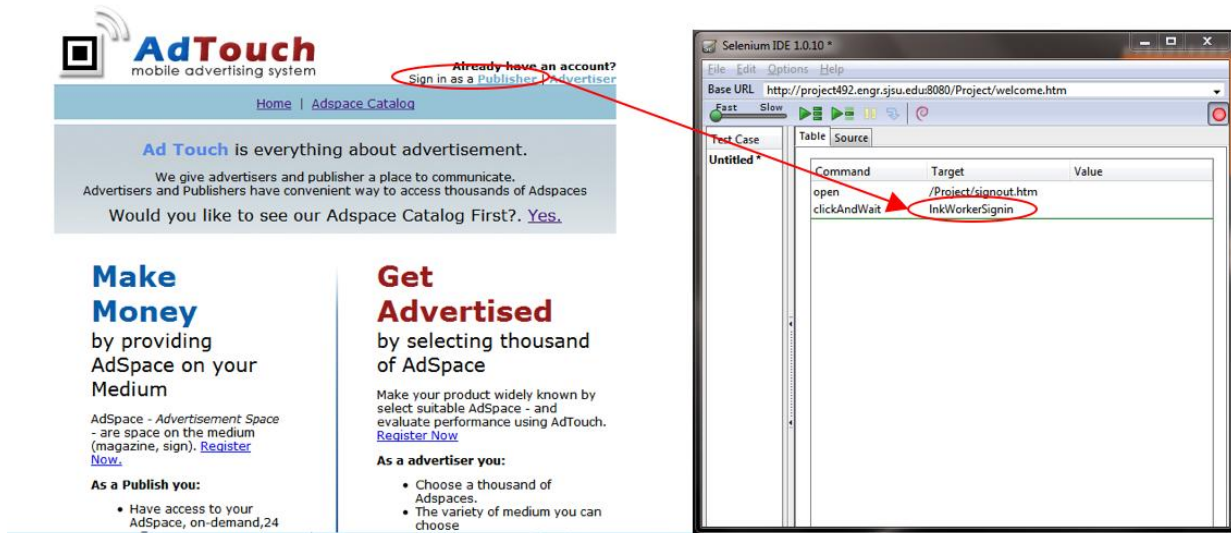 AdTouch
mobile advertising system
Already have an account?
Sign in as a Publisher | Advertiser
Home | Adspace Catalog
Ad Touch is everything about advertisement.
We give advertisers and publisher a place to communicate.
Advertisers and Publishers have convenient way to access thousands of Adspaces
Would you like to see our Adspace Catalog First?. Yes.
Make
Money
by providing
AdSpace on your
Medium
AdSpace - Advertisement Space
- are space on the medium
(magazine, sign). Register
Now.
As a Publish you:
• Have access to your
AdSpace, on-demand,24
Get
Advertised
by selecting thousand
of AdSpace
Make your product widely known by
select suitable AdSpace - and
evaluate performance using AdTouch.
Register Now
As a advertiser you:
• Choose a thousand of
Adspaces.
• The variety of medium you can
choose
Selenium IDE 1.0.10 *
File Edit Options Help
Base URL http://project492.engr.sjsu.edu:8080/Project/welcome.htm
Fast Slow
Test Case
Untitled *
Table Source
Command Target Value
open /Project/signout.htm
clickAndWait lnkWorkerSignin